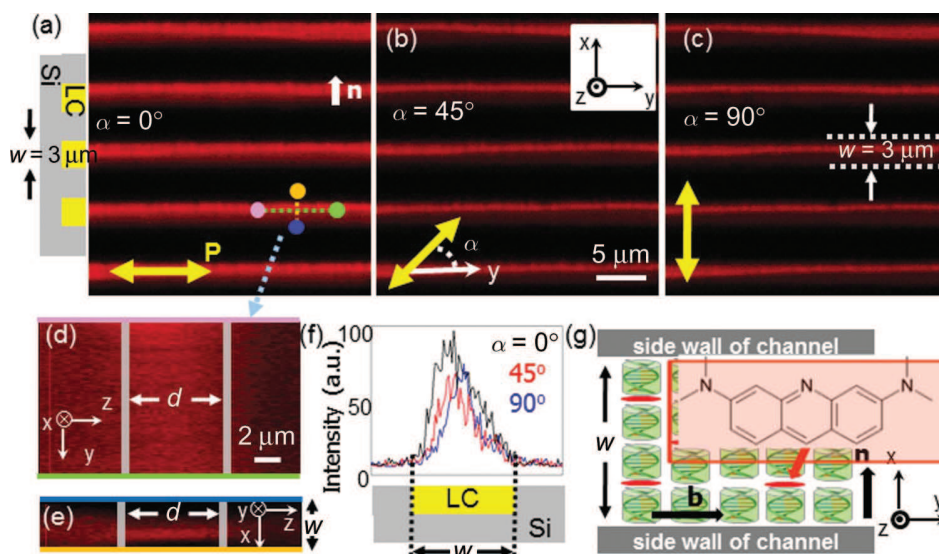 (a)
Si
LC
w = 3 μm
α = 0°
n
P
(b)
α = 45°
x
z
y
α
y
5 μm
(c)
α = 90°
w = 3 μm
(d)
d
x
z
y
2 μm
(e)
d
y
z
x
w
(f)
Intensity (a.u.)
100
50
0
α = 0°
45°
90°
LC
Si
w
(g)
side wall of channel
N
N
N
w
b
n
x
z
y
side wall of channel